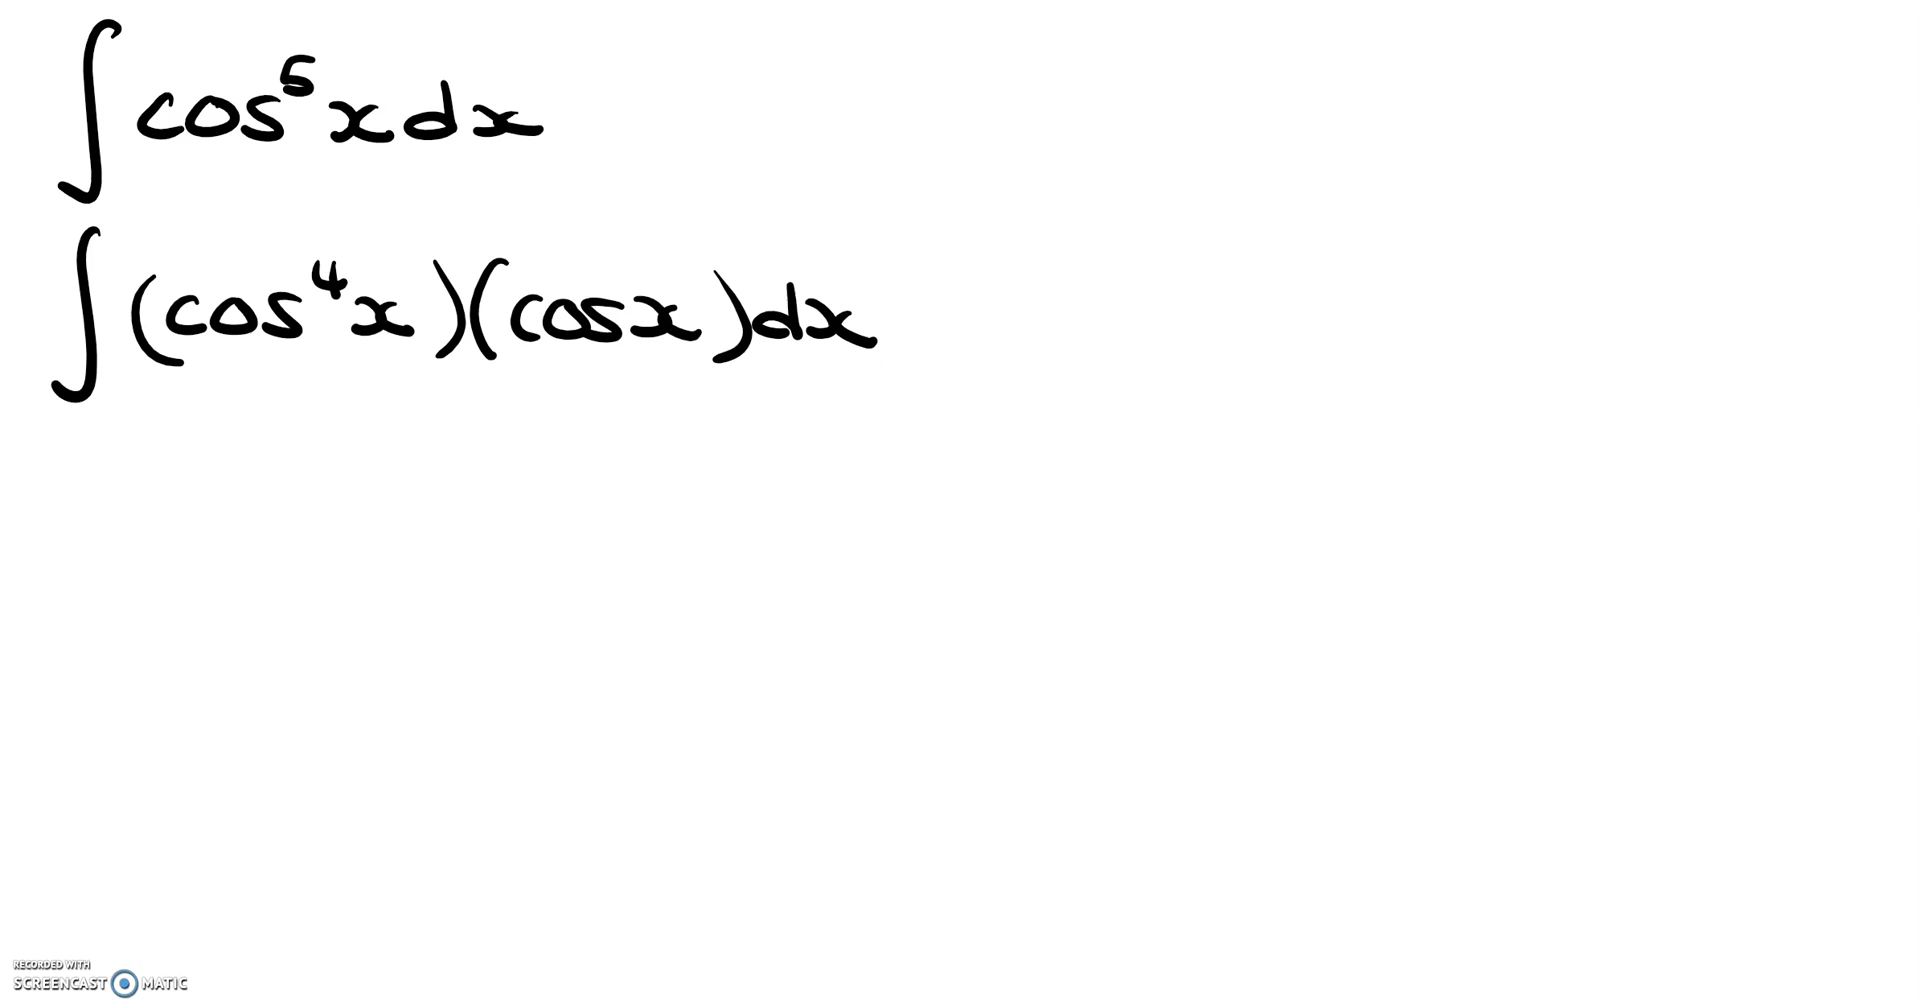 ∫ cos⁵x dx
∫ (cos⁴x)(cosx)dx
RECORDED WITH
SCREENCAST MATIC